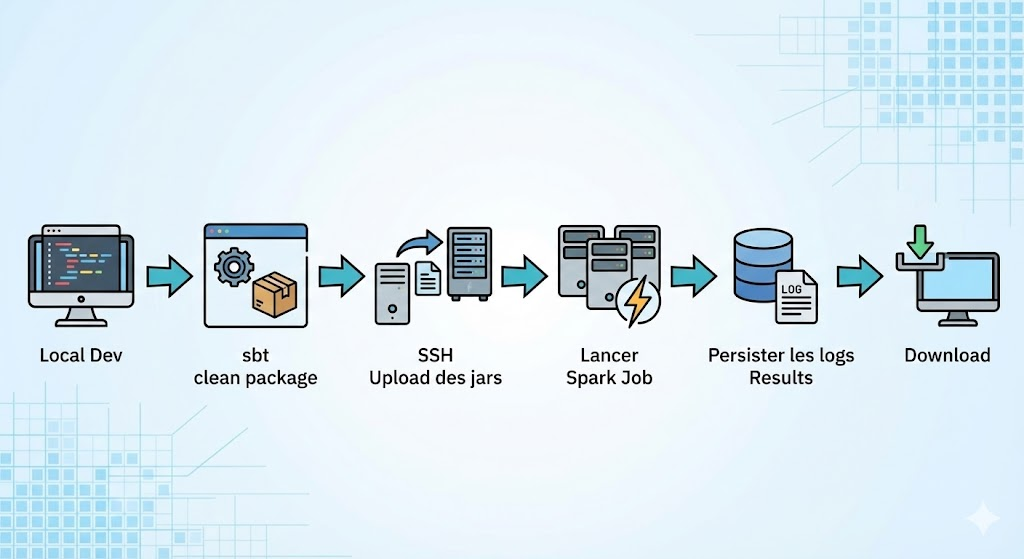 Local Dev
sbt
clean package
SSH
Upload des jars
Lancer
Spark Job
LOG
Persister les logs
Results
Download